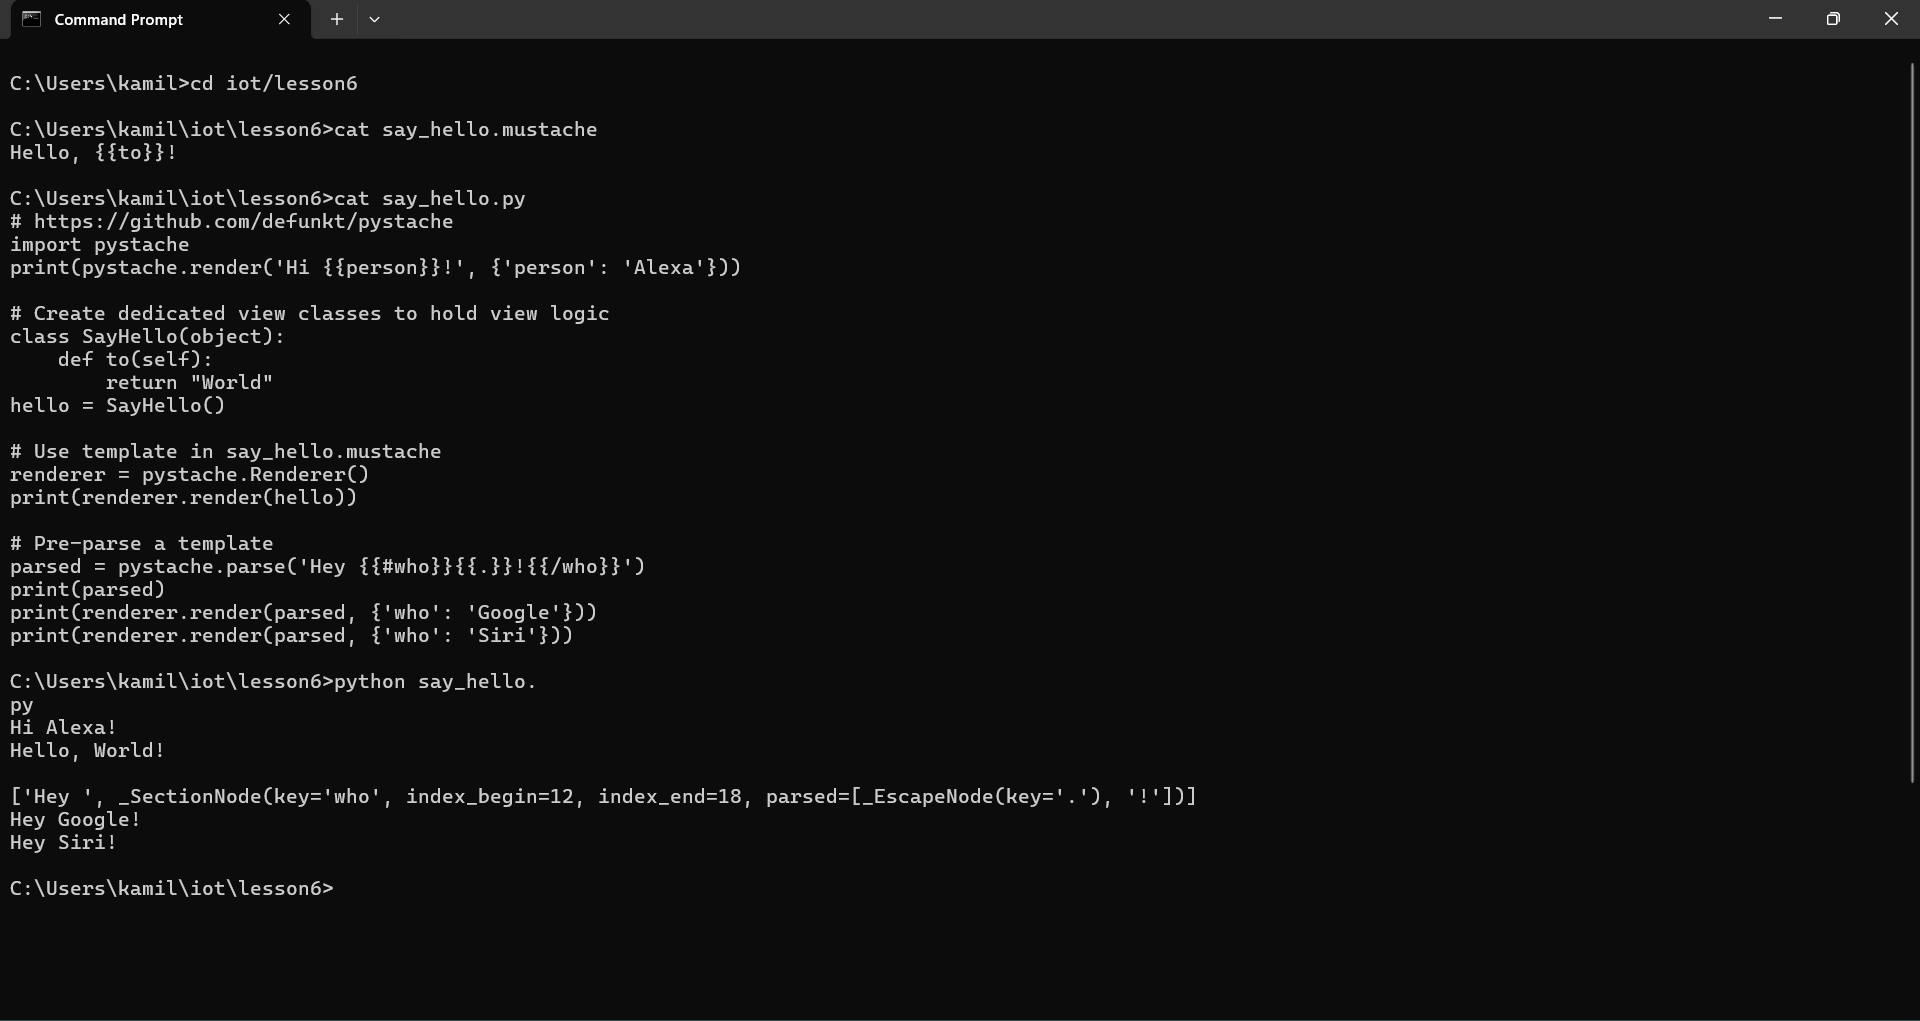 Command Prompt
C:\Users\kamil>cd iot/lesson6
C:\Users\kamil\iot\lesson6>cat say_hello.mustache
Hello, {{to}}!
C:\Users\kamil\iot\lesson6>cat say_hello.py
# https://github.com/defunkt/pystache
import pystache
print(pystache.render('Hi {{person}}!', {'person': 'Alexa'}))
# Create dedicated view classes to hold view logic
class SayHello(object):
    def to(self):
        return "World"
hello = SayHello()
# Use template in say_hello.mustache
renderer = pystache.Renderer()
print(renderer.render(hello))
# Pre-parse a template
parsed = pystache.parse('Hey {{#who}}{{.}}!{{/who}}')
print(parsed)
print(renderer.render(parsed, {'who': 'Google'}))
print(renderer.render(parsed, {'who': 'Siri'}))
C:\Users\kamil\iot\lesson6>python say_hello.
py
Hi Alexa!
Hello, World!
['Hey ', _SectionNode(key='who', index_begin=12, index_end=18, parsed=[_EscapeNode(key='.'), '!'])]
Hey Google!
Hey Siri!
C:\Users\kamil\iot\lesson6>